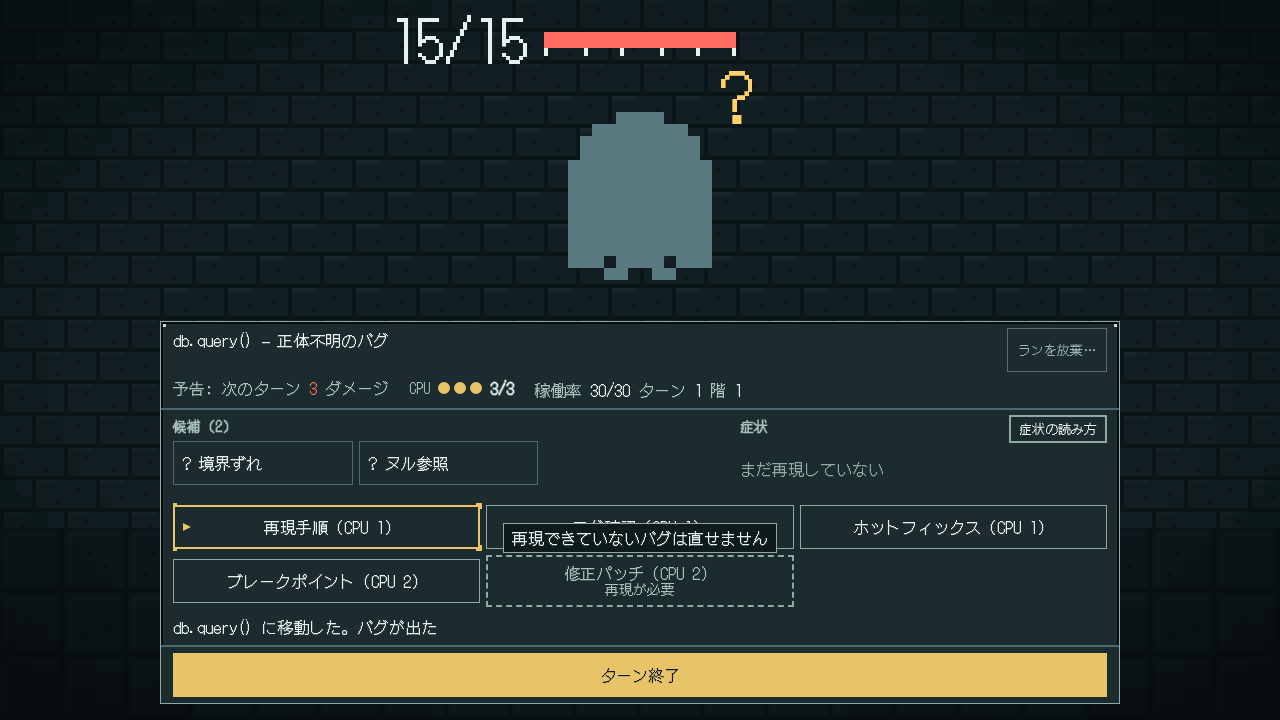 15/15
?
db.query() – 正体不明のバグ
ランを放棄…
予告: 次のターン 3 ダメージ CPU 3/3 稼働率 30/30 ターン 1 階 1
候補 (2)
症状
症状の読み方
? 境界ずれ
? ヌル参照
まだ再現していない
▶ 再現手順 (CPU 1)
ホットフィックス (CPU 1)
再現できていないバグは直せません
ブレークポイント (CPU 2)
修正パッチ (CPU 2)
再現が必要
db.query() に移動した。バグが出た
ターン終了